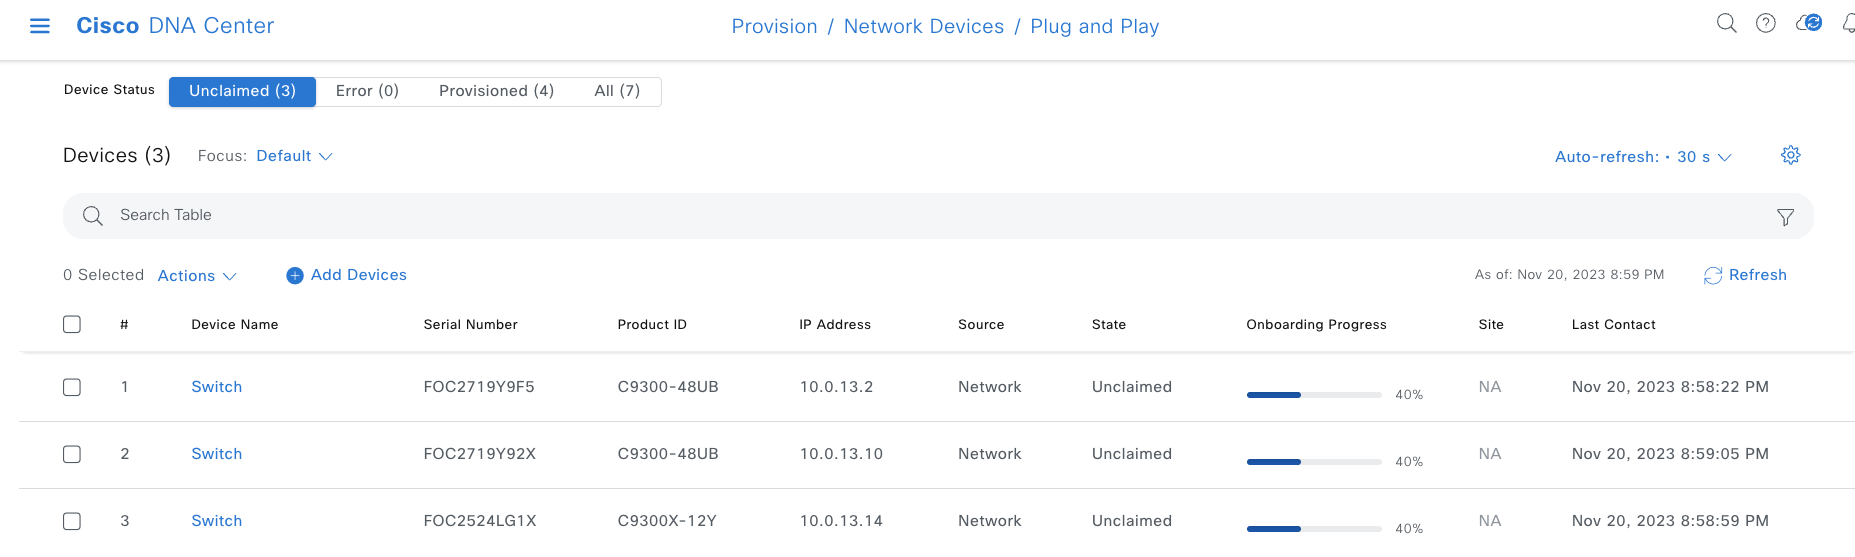 Cisco DNA Center Provision / Network Devices / Plug and Play
Device Status Unclaimed (3) Error (0) Provisioned (4) All (7)
Devices (3) Focus: Default Auto-refresh: • 30 s
Search Table
0 Selected Actions Add Devices As of: Nov 20, 2023 8:59 PM Refresh
# Device Name Serial Number Product ID IP Address Source State Onboarding Progress Site Last Contact
1 Switch FOC2719Y9F5 C9300-48UB 10.0.13.2 Network Unclaimed 40% NA Nov 20, 2023 8:58:22 PM
2 Switch FOC2719Y92X C9300-48UB 10.0.13.10 Network Unclaimed 40% NA Nov 20, 2023 8:59:05 PM
3 Switch FOC2524LG1X C9300X-12Y 10.0.13.14 Network Unclaimed 40% NA Nov 20, 2023 8:58:59 PM